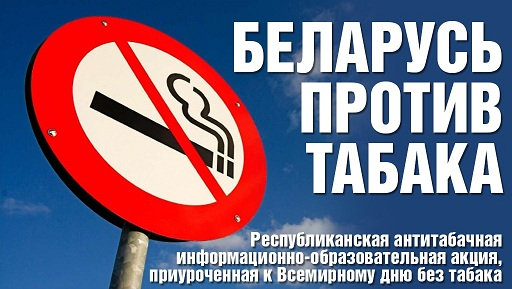 БЕЛАРУСЬ
ПРОТИВ
ТАБАКА
Республиканская антитабачная
информационно-образовательная акция,
приуроченная к Всемирному дню без табака